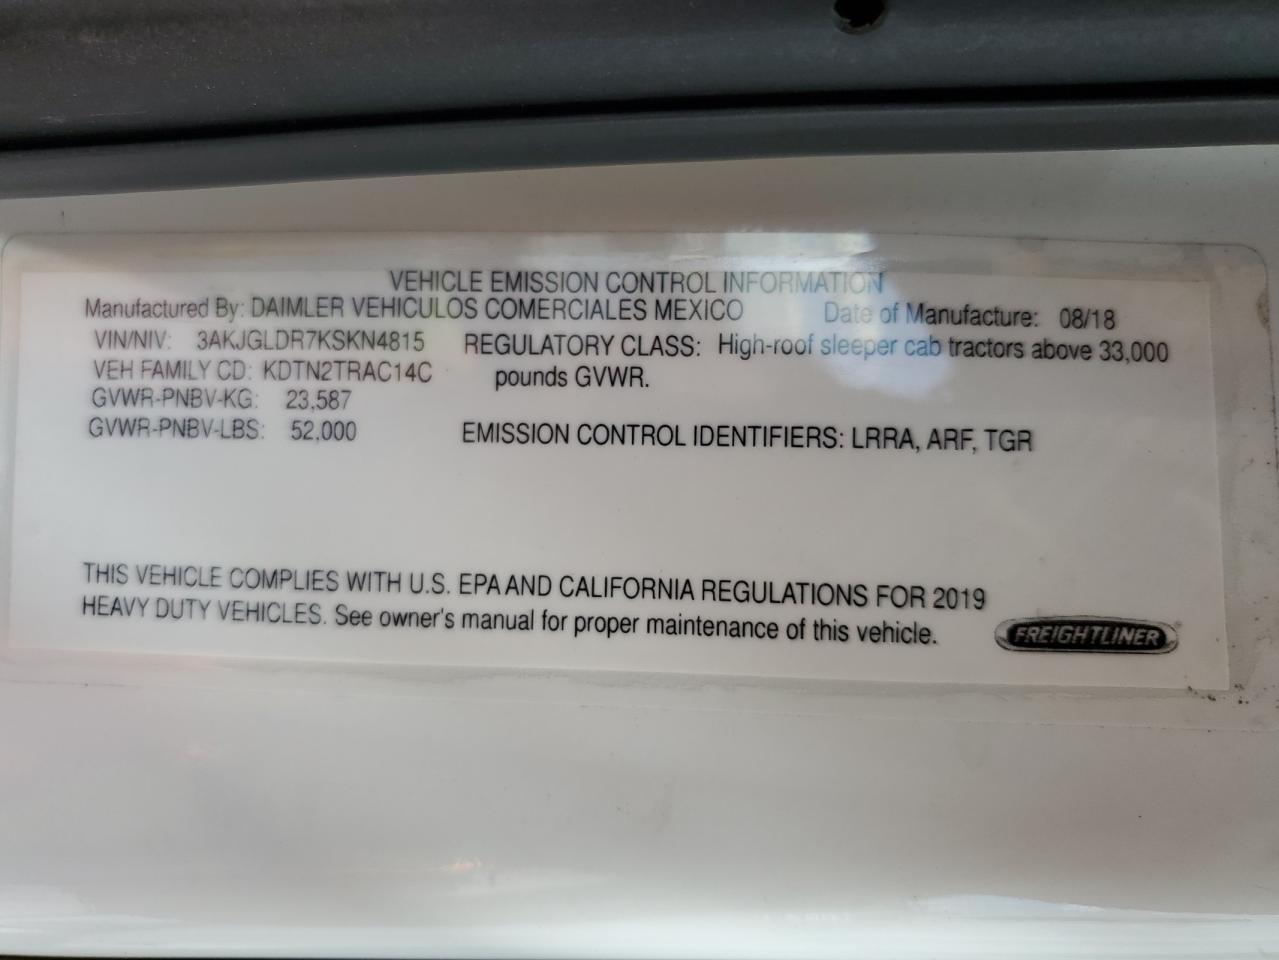 VEHICLE EMISSION CONTROL INFORMATION
Manufactured By: DAIMLER VEHICULOS COMERCIALES MEXICO Date of Manufacture: 08/18
VIN/NIV: 3AKJGLDR7KSKN4815 REGULATORY CLASS: High-roof sleeper cab tractors above 33,000
VEH FAMILY CD: KDTN2TRAC14C pounds GVWR.
GVWR-PNBV-KG: 23,587
GVWR-PNBV-LBS: 52,000 EMISSION CONTROL IDENTIFIERS: LRRA, ARF, TGR
THIS VEHICLE COMPLIES WITH U.S. EPA AND CALIFORNIA REGULATIONS FOR 2019
HEAVY DUTY VEHICLES. See owner's manual for proper maintenance of this vehicle.
FREIGHTLINER